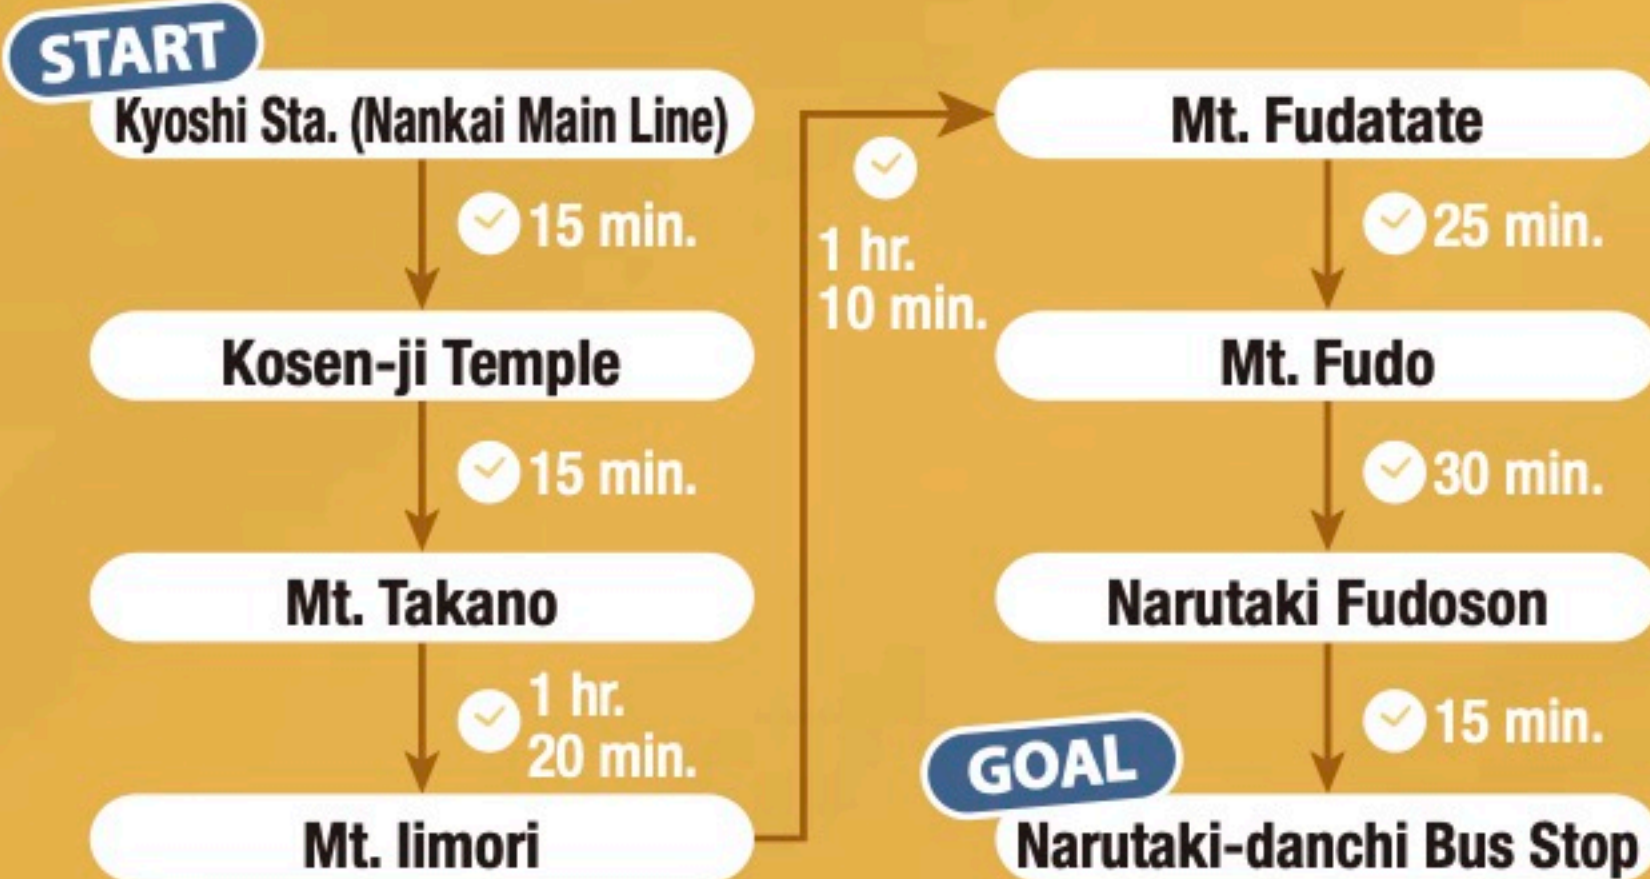 START
Kyoshi Sta. (Nankai Main Line)
15 min.
Kosen-ji Temple
15 min.
Mt. Takano
1 hr.
20 min.
Mt. Iimori
1 hr.
10 min.
Mt. Fudatate
25 min.
Mt. Fudo
30 min.
Narutaki Fudoson
15 min.
GOAL
Narutaki-danchi Bus Stop